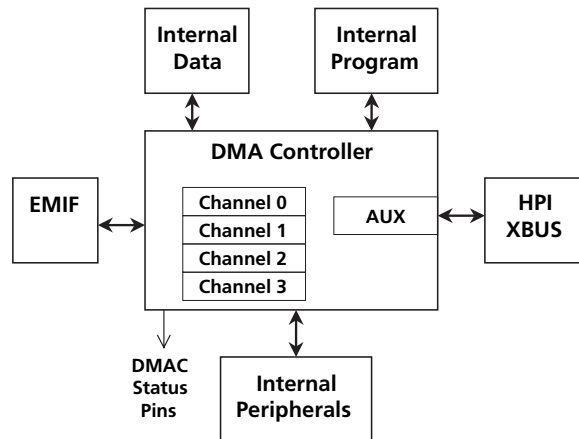 Internal
Data
Internal
Program
DMA Controller
EMIF
Channel 0
Channel 1
Channel 2
Channel 3
AUX
HPI
XBUS
DMAC
Status
Pins
Internal
Peripherals